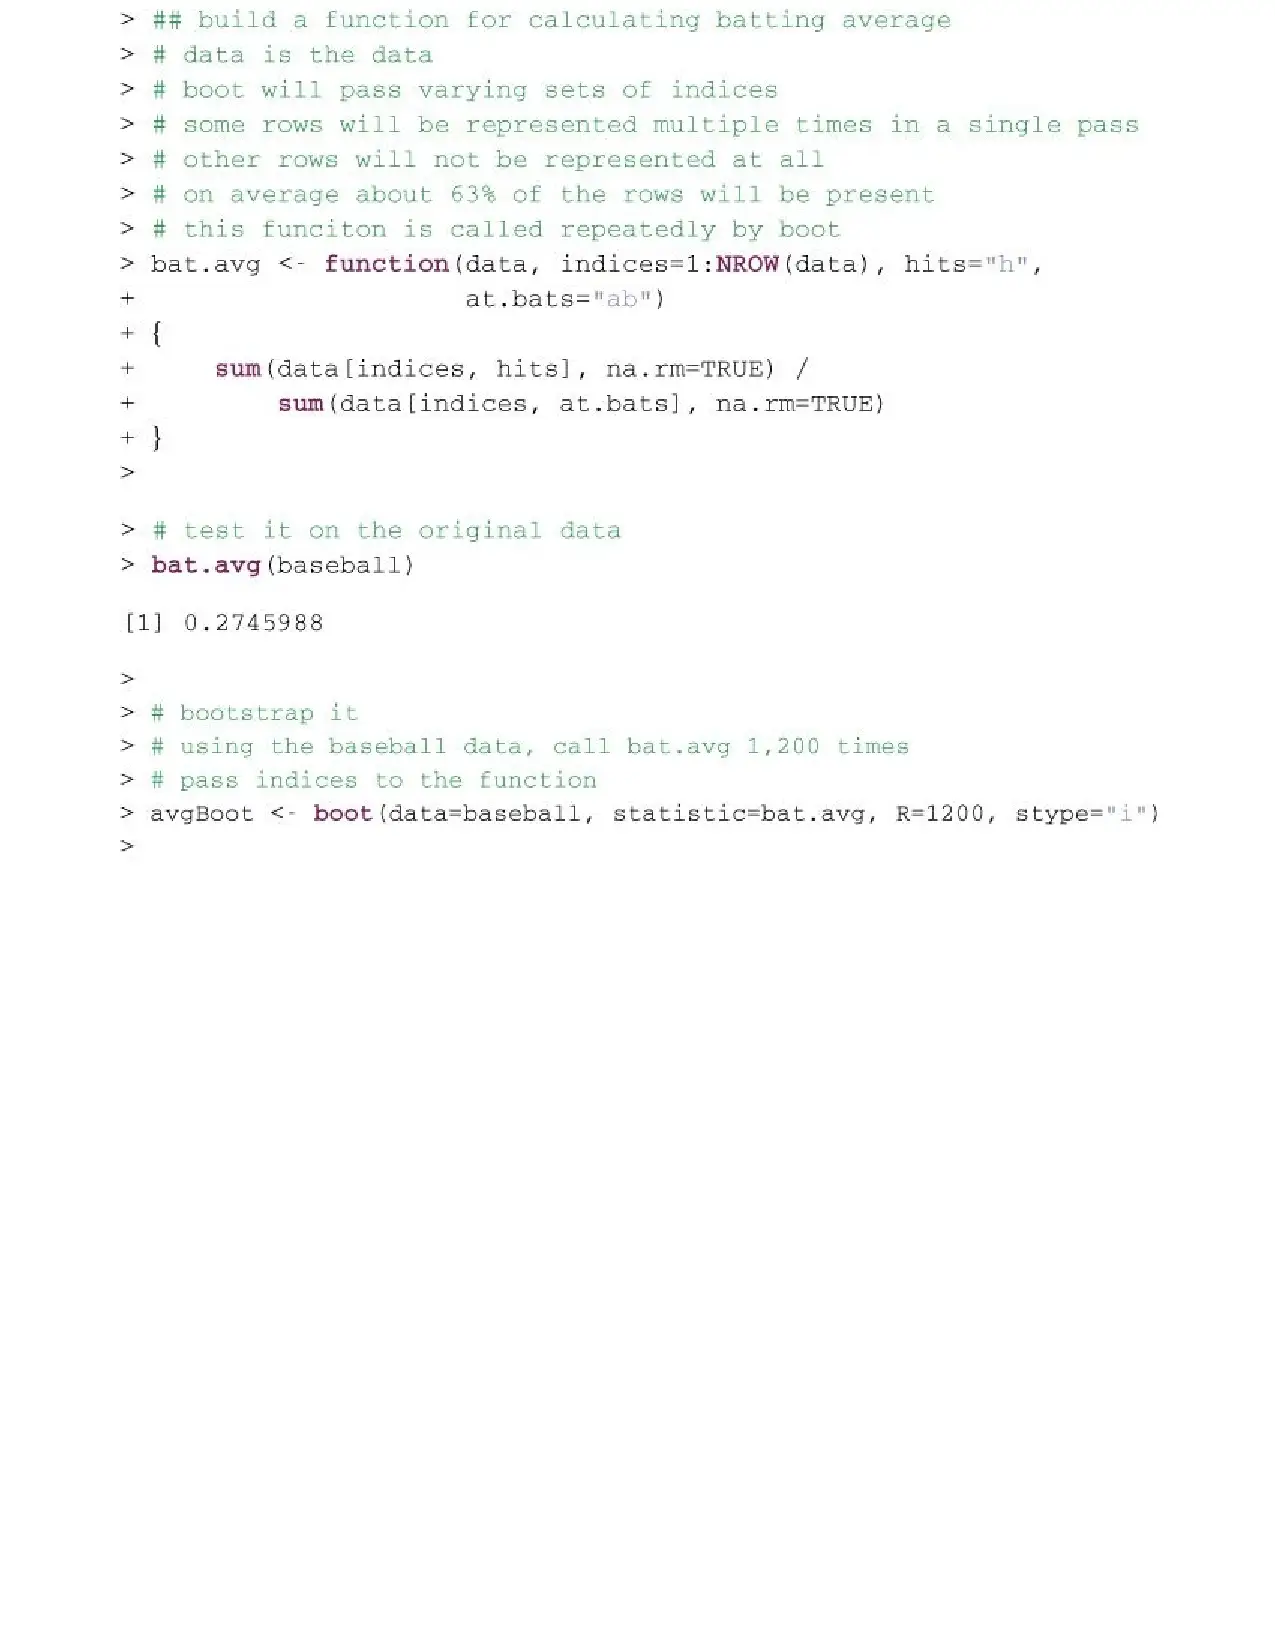 > ## build a function for calculating batting average
> # data is the data
> # boot will pass varying sets of indices
> # some rows will be represented multiple times in a single pass
> # other rows will not be represented at all
> # on average about 63% of the rows will be present
> # this funciton is called repeatedly by boot
> bat.avg <- function(data, indices=1:NROW(data), hits="h",
+ at.bats="ab")
+ {
+ sum(data[indices, hits], na.rm=TRUE) /
+ sum(data[indices, at.bats], na.rm=TRUE)
+ }
>
> # test it on the original data
> bat.avg(baseball)
[1] 0.2745988
>
> # bootstrap it
> # using the baseball data, call bat.avg 1,200 times
> # pass indices to the function
> avgBoot <- boot(data=baseball, statistic=bat.avg, R=1200, stype="i")
>